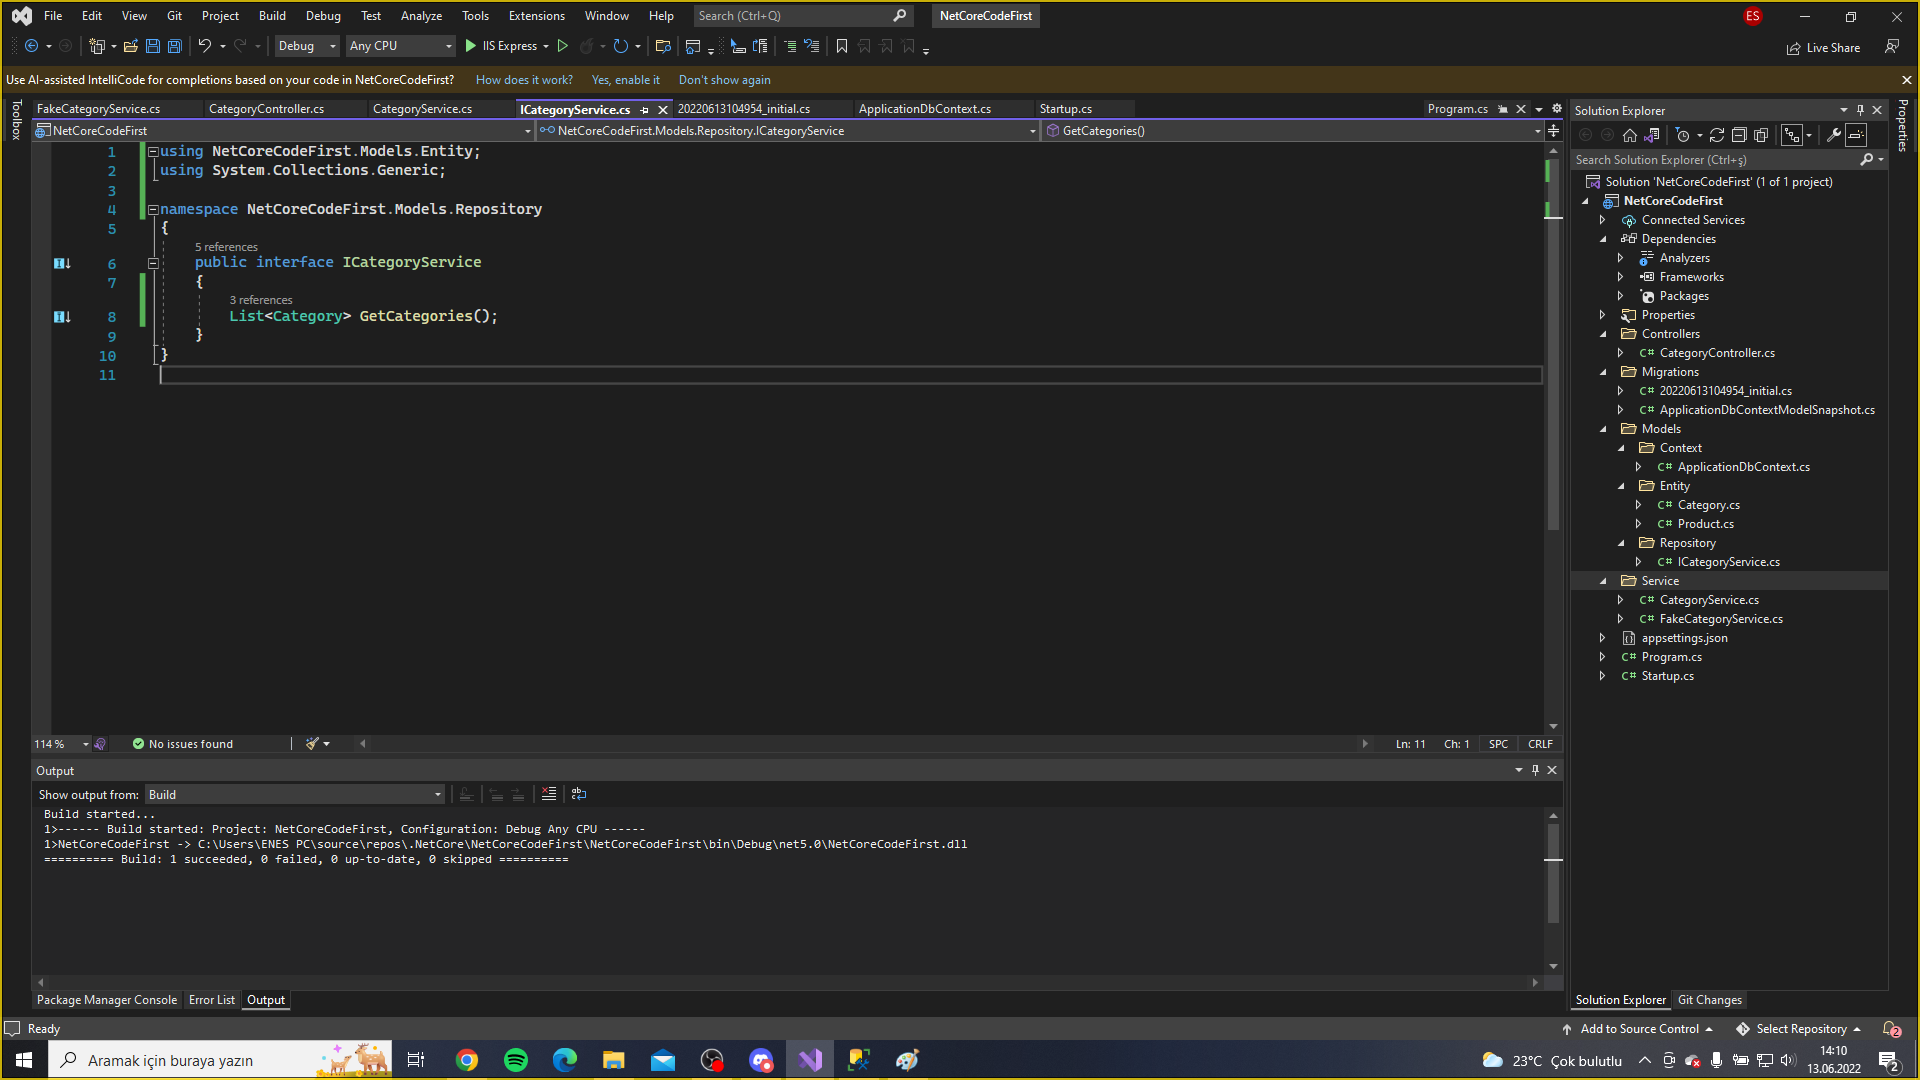 File Edit View Git Project Build Debug Test Analyze Tools Extensions Window Help Search (Ctrl+Q) NetCoreCodeFirst ES
Debug Any CPU IIS Express Live Share
Use AI-assisted IntelliCode for completions based on your code in NetCoreCodeFirst? How does it work? Yes, enable it Don't show again
Toolbox
FakeCategoryService.cs CategoryController.cs CategoryService.cs ICategoryService.cs 20220613104954_initial.cs ApplicationDbContext.cs Startup.cs Program.cs
NetCoreCodeFirst NetCoreCodeFirst.Models.Repository.ICategoryService GetCategories()
1 using NetCoreCodeFirst.Models.Entity;
2 using System.Collections.Generic;
3
4 namespace NetCoreCodeFirst.Models.Repository
5 {
5 references
6 public interface ICategoryService
7 {
3 references
8 List<Category> GetCategories();
9 }
10 }
11
114 % No issues found Ln: 11 Ch: 1 SPC CRLF
Output
Show output from: Build
Build started...
1>------ Build started: Project: NetCoreCodeFirst, Configuration: Debug Any CPU ------
1>NetCoreCodeFirst -> C:\Users\ENES PC\source\repos\.NetCore\NetCoreCodeFirst\NetCoreCodeFirst\bin\Debug\net5.0\NetCoreCodeFirst.dll
========== Build: 1 succeeded, 0 failed, 0 up-to-date, 0 skipped ==========
Package Manager Console Error List Output
Solution Explorer
Search Solution Explorer (Ctrl+ş)
Solution 'NetCoreCodeFirst' (1 of 1 project)
NetCoreCodeFirst
Connected Services
Dependencies
Analyzers
Frameworks
Packages
Properties
Controllers
C# CategoryController.cs
Migrations
C# 20220613104954_initial.cs
C# ApplicationDbContextModelSnapshot.cs
Models
Context
C# ApplicationDbContext.cs
Entity
C# Category.cs
C# Product.cs
Repository
C# ICategoryService.cs
Service
C# CategoryService.cs
C# FakeCategoryService.cs
appsettings.json
C# Program.cs
C# Startup.cs
Solution Explorer Git Changes
Properties
Ready Add to Source Control Select Repository 2
Aramak için buraya yazın 23°C Çok bulutlu 14:10
13.06.2022 2